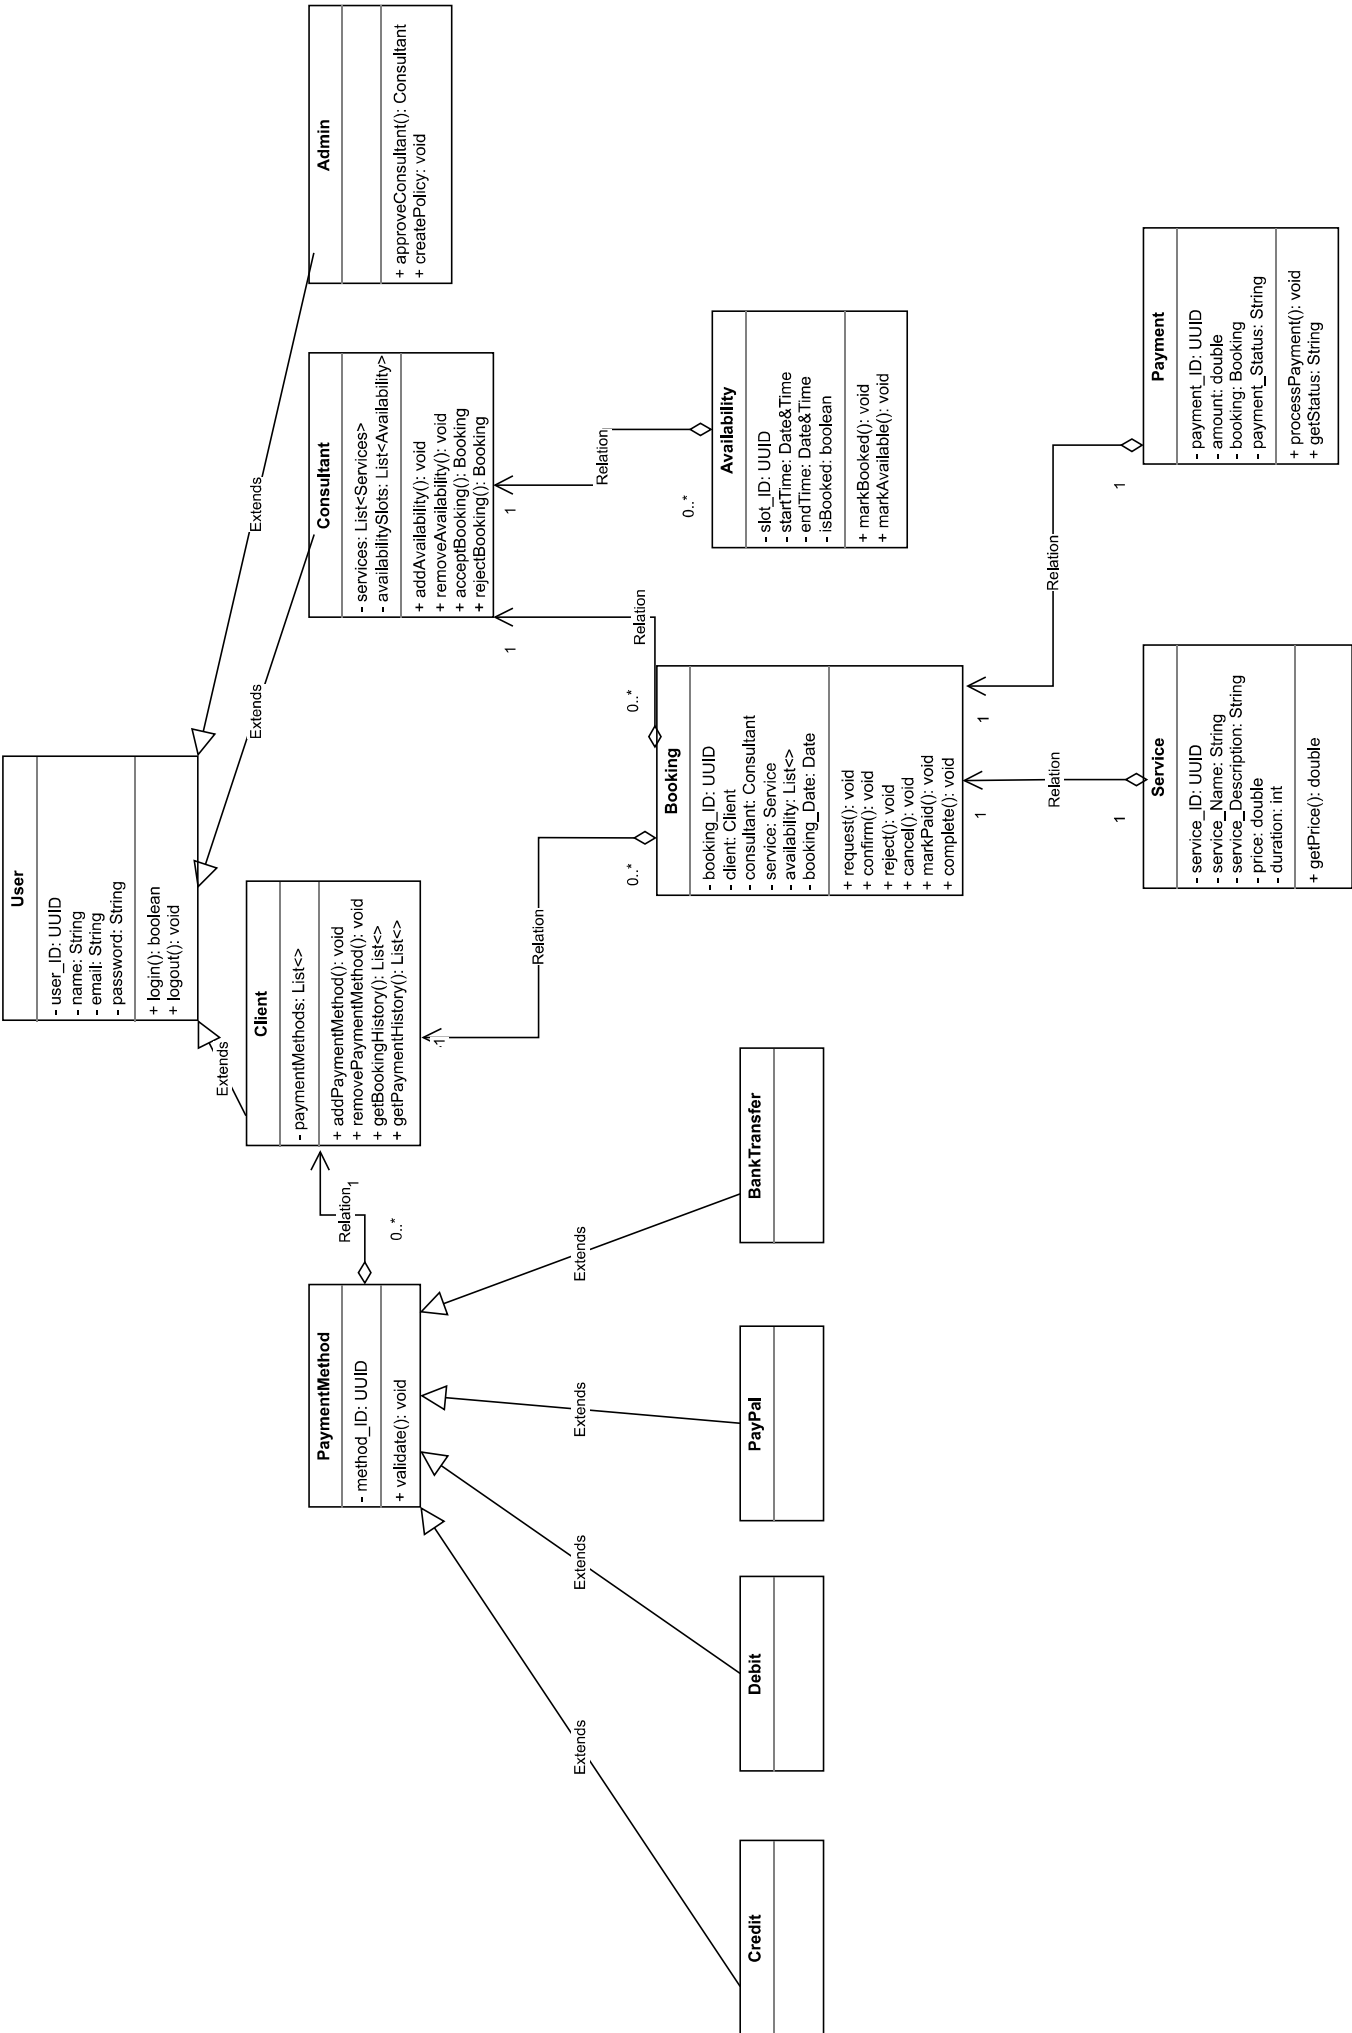 User
- user_ID: UUID
- name: String
- email: String
- password: String
+ login(): boolean
+ logout(): void
Extends
Extends
Extends
Client
- paymentMethods: List<>
+ addPaymentMethod(): void
+ removePaymentMethod(): void
+ getBookingHistory(): List<>
+ getPaymentHistory(): List<>
Consultant
- services: List<Services>
- availabilitySlots: List<Availability>
+ addAvailability(): void
+ removeAvailability(): void
+ acceptBooking(): Booking
+ rejectBooking(): Booking
Admin
+ approveConsultant(): Consultant
+ createPolicy: void
PaymentMethod
- method_ID: UUID
+ validate(): void
Relation
1
0..*
Relation
1
0..*
Relation
1
0..*
Relation
1
0..*
Extends
Extends
Extends
Extends
Credit
Debit
PayPal
BankTransfer
Booking
- booking_ID: UUID
- client: Client
- consultant: Consultant
- service: Service
- availability: List<>
- booking_Date: Date
+ request(): void
+ confirm(): void
+ reject(): void
+ cancel(): void
+ markPaid(): void
+ complete(): void
Availability
- slot_ID: UUID
- startTime: Date&Time
- endTime: Date&Time
- isBooked: boolean
+ markBooked(): void
+ markAvailable(): void
1
Relation
1
1
Relation
1
Service
- service_ID: UUID
- service_Name: String
- service_Description: String
- price: double
- duration: int
+ getPrice(): double
Payment
- payment_ID: UUID
- amount: double
- booking: Booking
- payment_Status: String
+ processPayment(): void
+ getStatus: String